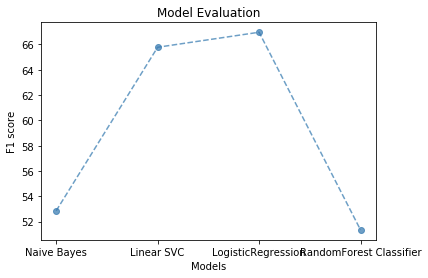 Model Evaluation
66
64
62
60
58
56
54
52
F1 score
Naive Bayes
Linear SVC
LogisticRegression
RandomForest Classifier
Models